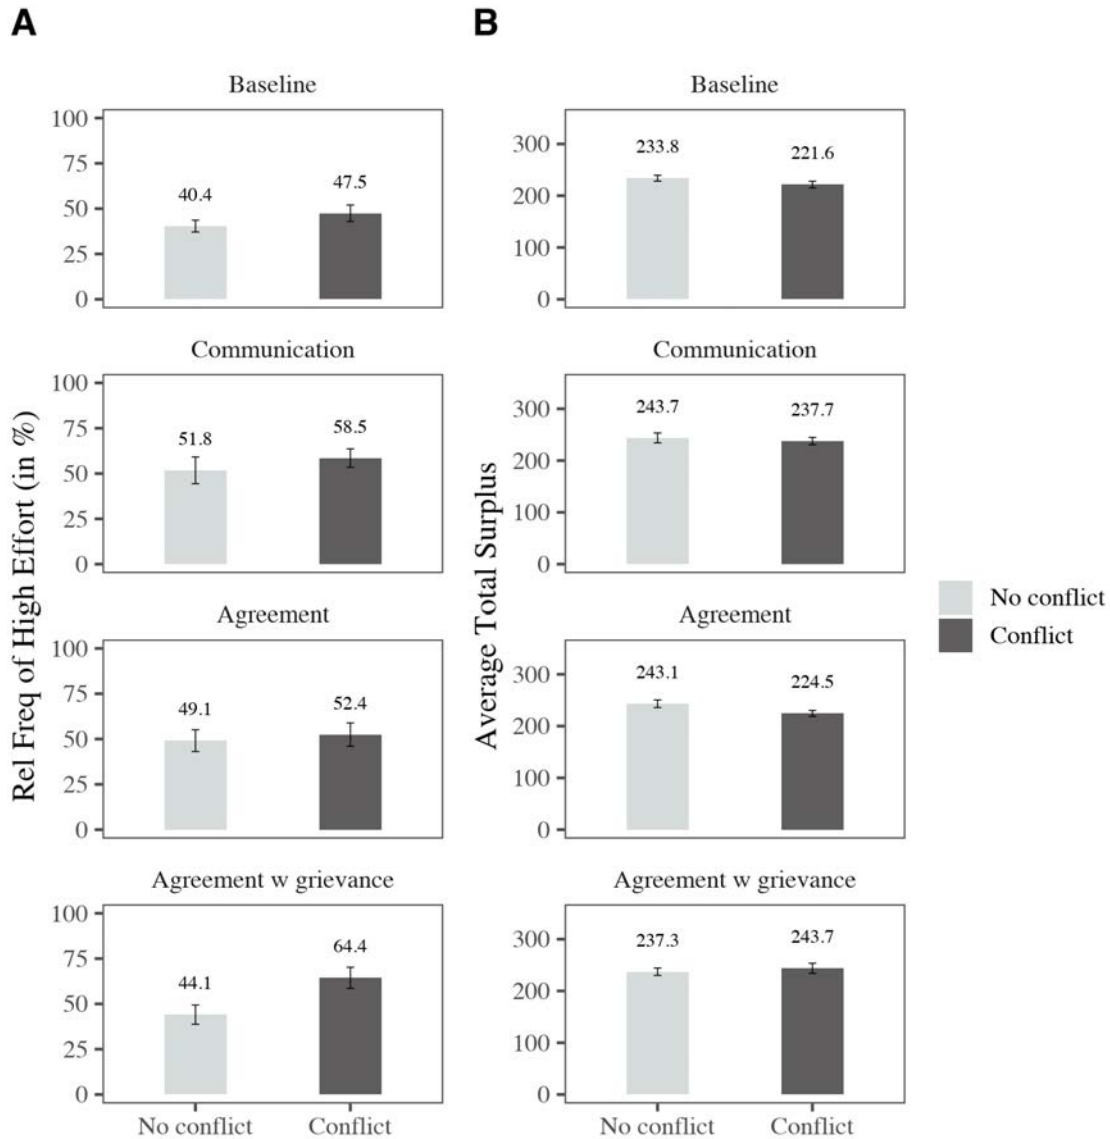 A
B
Rel Freq of High Effort (in %)
Baseline
100
75
50
25
0
40.4
47.5
Communication
100
75
50
25
0
51.8
58.5
Agreement
100
75
50
25
0
49.1
52.4
Agreement w grievance
100
75
50
25
0
44.1
64.4
No conflict
Conflict
Average Total Surplus
Baseline
300
200
100
0
233.8
221.6
Communication
300
200
100
0
243.7
237.7
Agreement
300
200
100
0
243.1
224.5
Agreement w grievance
300
200
100
0
237.3
243.7
No conflict
Conflict
No conflict
Conflict